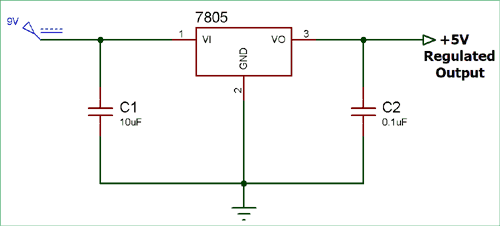 9V
7805
1 VI VO 3
GND
2
+5V
Regulated
Output
C1
10uF
C2
0.1uF